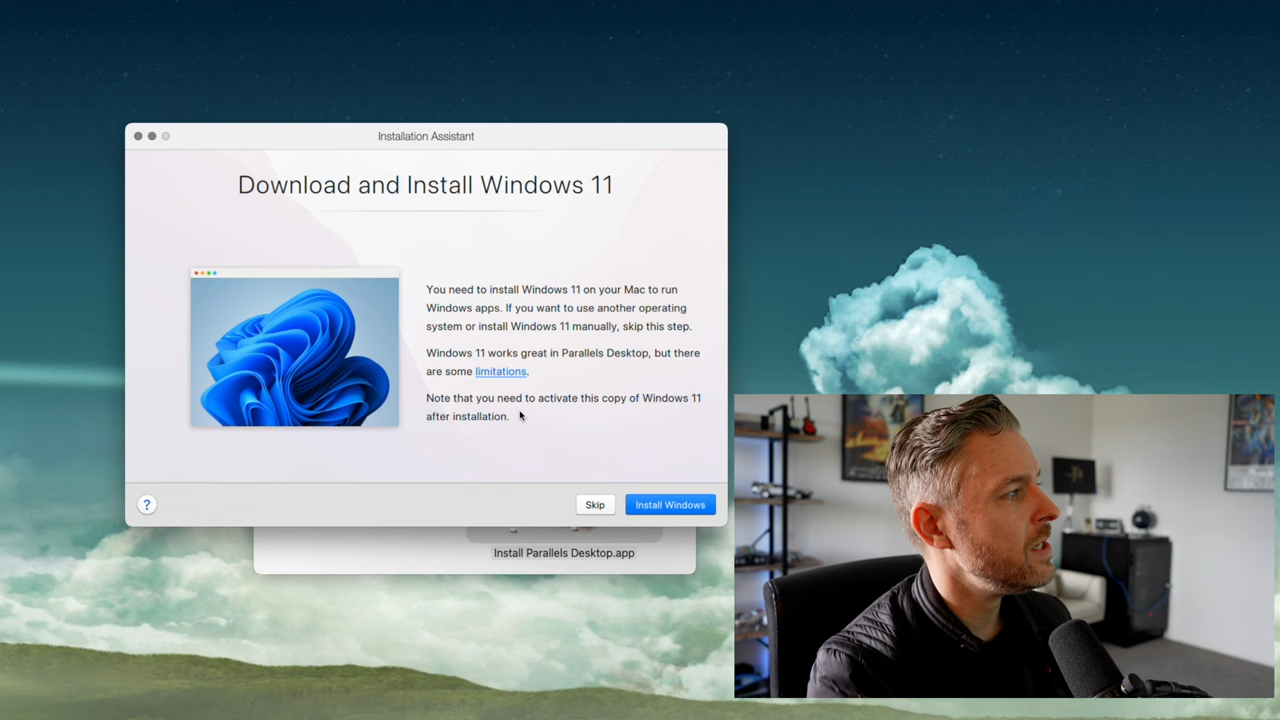 Installation Assistant
Download and Install Windows 11
You need to install Windows 11 on your Mac to run
Windows apps. If you want to use another operating
system or install Windows 11 manually, skip this step.
Windows 11 works great in Parallels Desktop, but there
are some limitations.
Note that you need to activate this copy of Windows 11
after installation.
?
Skip
Install Windows
Install Parallels Desktop.app